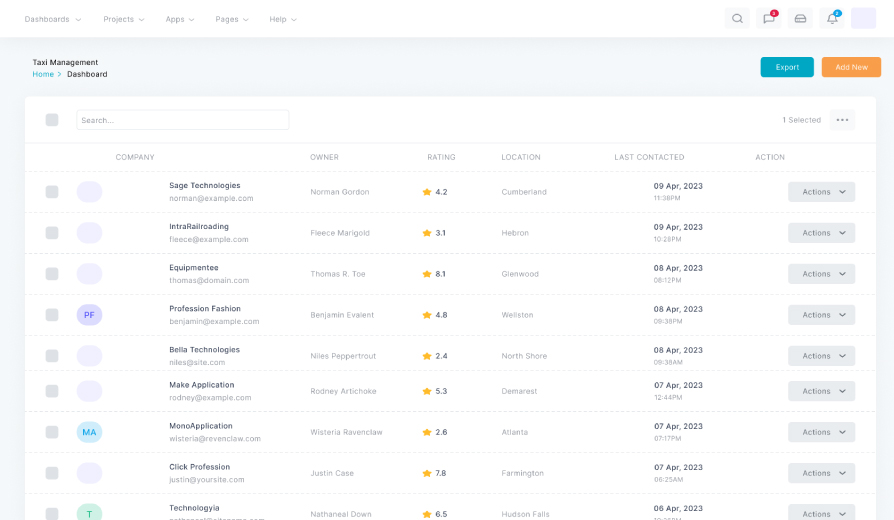 Dashboards Projects Apps Pages Help
Taxi Management
Home > Dashboard
Export
Add New
Search...
1 Selected
COMPANY OWNER RATING LOCATION LAST CONTACTED ACTION
Sage Technologies
norman@example.com
Norman Gordon
4.2
Cumberland
09 Apr, 2023
11:38PM
Actions
IntraRailroading
fleece@example.com
Fleece Marigold
3.1
Hebron
09 Apr, 2023
10:28PM
Actions
Equipmentee
thomas@domain.com
Thomas R. Toe
8.1
Glenwood
08 Apr, 2023
08:12PM
Actions
PF
Profession Fashion
benjamin@example.com
Benjamin Evalent
4.8
Wellston
08 Apr, 2023
09:38PM
Actions
Bella Technologies
niles@site.com
Niles Peppertrout
2.4
North Shore
08 Apr, 2023
09:38AM
Actions
Make Application
rodney@example.com
Rodney Artichoke
5.3
Demarest
07 Apr, 2023
12:44PM
Actions
MA
MonoApplication
wisteria@revenclaw.com
Wisteria Ravenclaw
2.6
Atlanta
07 Apr, 2023
07:17PM
Actions
Click Profession
justin@yoursite.com
Justin Case
7.8
Farmington
07 Apr, 2023
06:25AM
Actions
T
Technologyia
Nathaneal Down
6.5
Hudson Falls
06 Apr, 2023
Actions